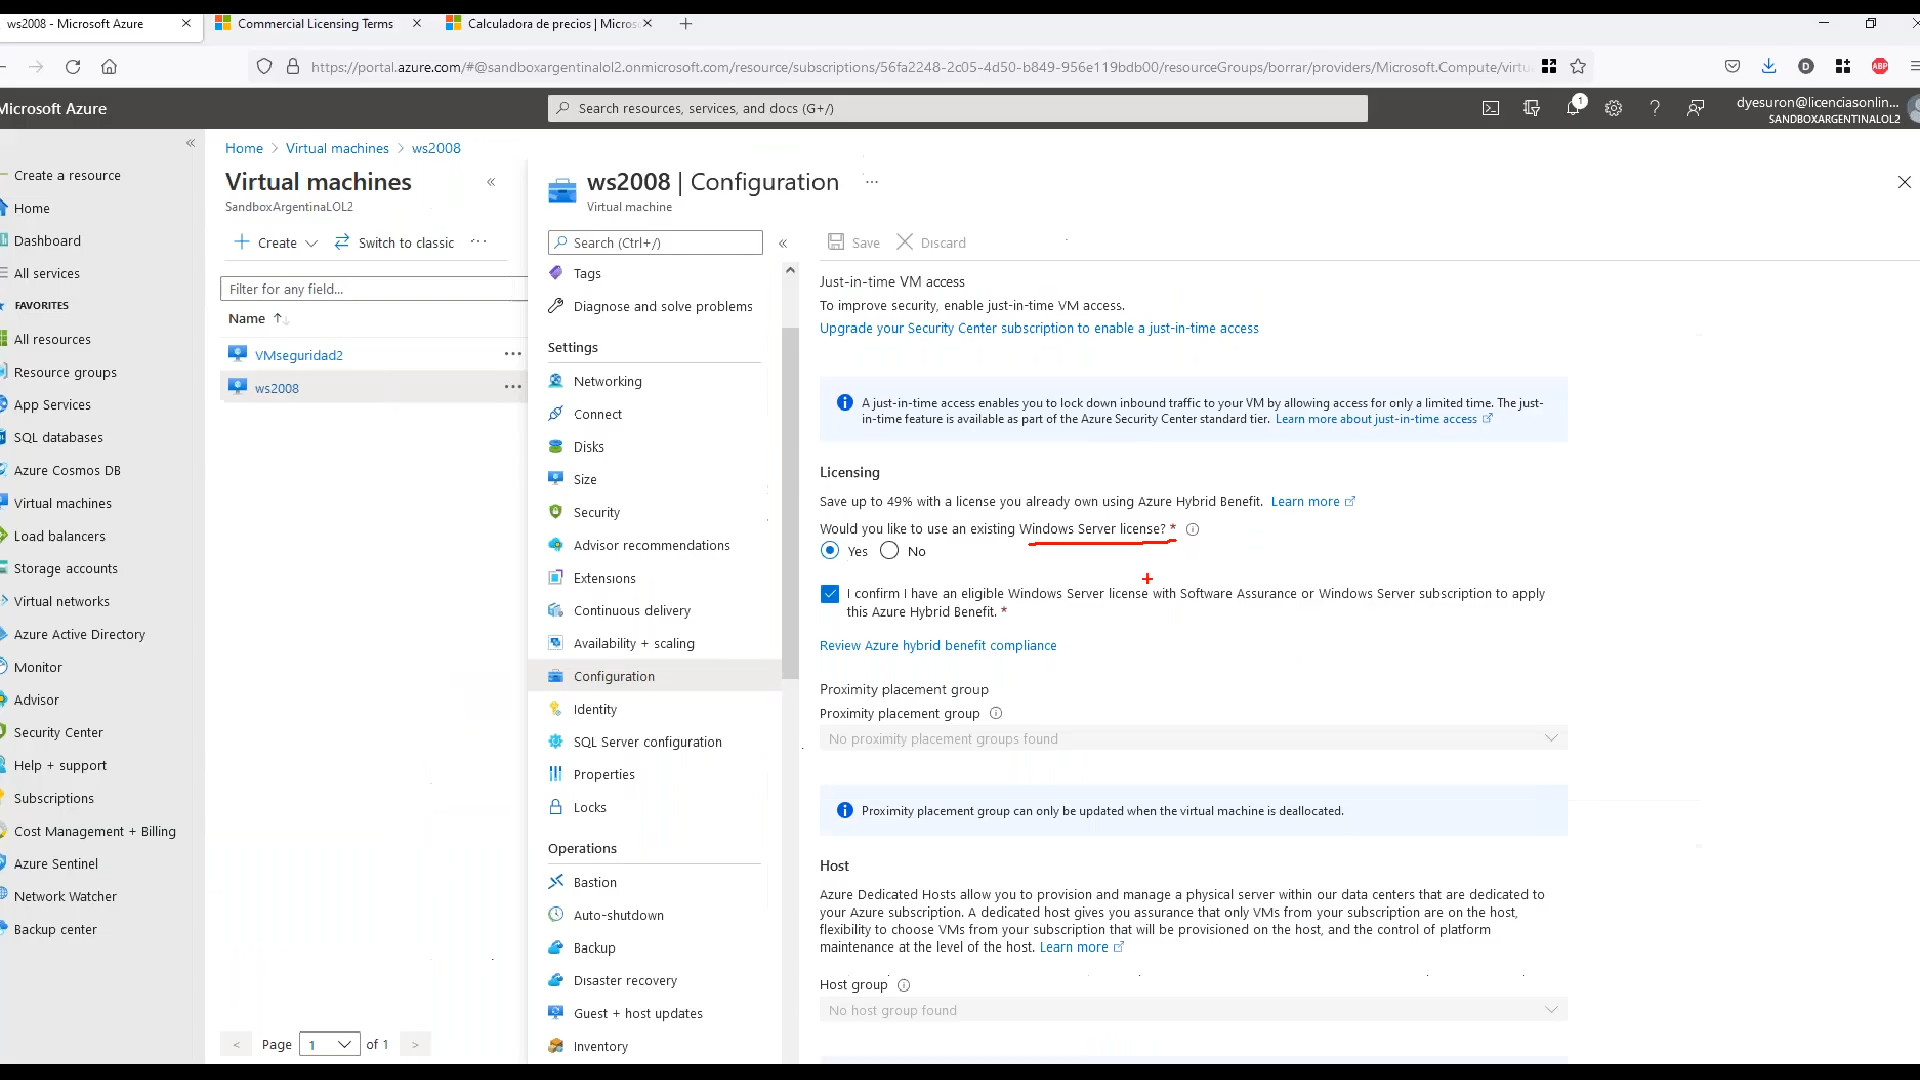 ws2008 - Microsoft Azure
Commercial Licensing Terms
Calculadora de precios | Micros
https://portal.azure.com/#@sandboxargentinalol2.onmicrosoft.com/resource/subscriptions/56fa2248-2c05-4d50-b849-956e119bdb00/resourceGroups/borrar/providers/Microsoft.Compute/virtu
D
ABP
Microsoft Azure
Search resources, services, and docs (G+/)
1
dyesuron@licenciasonlin...
SANDBOXARGENTINALOL2
Create a resource
Home
Dashboard
All services
FAVORITES
All resources
Resource groups
App Services
SQL databases
Azure Cosmos DB
Virtual machines
Load balancers
Storage accounts
Virtual networks
Azure Active Directory
Monitor
Advisor
Security Center
Help + support
Subscriptions
Cost Management + Billing
Azure Sentinel
Network Watcher
Backup center
Home > Virtual machines > ws2008
Virtual machines
SandboxArgentinaLOL2
Create
Switch to classic
Filter for any field...
Name
VMseguridad2
ws2008
< Page 1 of 1 >
ws2008 | Configuration
Virtual machine
Search (Ctrl+/)
Tags
Diagnose and solve problems
Settings
Networking
Connect
Disks
Size
Security
Advisor recommendations
Extensions
Continuous delivery
Availability + scaling
Configuration
Identity
SQL Server configuration
Properties
Locks
Operations
Bastion
Auto-shutdown
Backup
Disaster recovery
Guest + host updates
Inventory
Save
Discard
Just-in-time VM access
To improve security, enable just-in-time VM access.
Upgrade your Security Center subscription to enable a just-in-time access
A just-in-time access enables you to lock down inbound traffic to your VM by allowing access for only a limited time. The just-
in-time feature is available as part of the Azure Security Center standard tier. Learn more about just-in-time access
Licensing
Save up to 49% with a license you already own using Azure Hybrid Benefit. Learn more
Would you like to use an existing Windows Server license? *
Yes No
I confirm I have an eligible Windows Server license with Software Assurance or Windows Server subscription to apply
this Azure Hybrid Benefit. *
Review Azure hybrid benefit compliance
Proximity placement group
Proximity placement group
No proximity placement groups found
Proximity placement group can only be updated when the virtual machine is deallocated.
Host
Azure Dedicated Hosts allow you to provision and manage a physical server within our data centers that are dedicated to
your Azure subscription. A dedicated host gives you assurance that only VMs from your subscription are on the host,
flexibility to choose VMs from your subscription that will be provisioned on the host, and the control of platform
maintenance at the level of the host. Learn more
Host group
No host group found